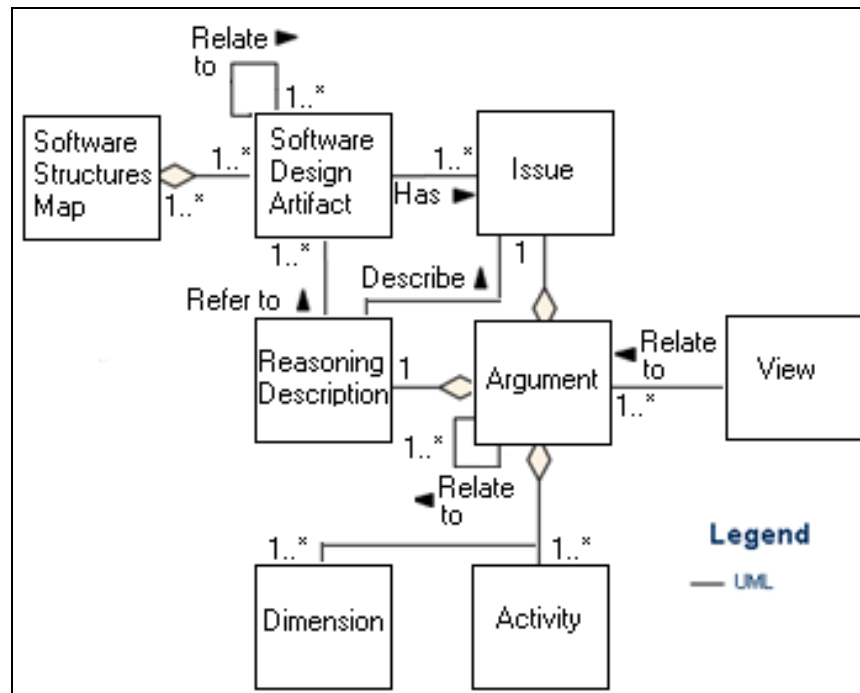 Relate ►
to
1..*
Software
Structures
Map
1..*
1..*
Software
Design
Artifact
1..*
Has ►
Issue
1..*
1
Refer to ▲
Describe ▲
Reasoning
Description
1
Argument
◄ Relate
to
1..*
View
1..*
◄ Relate
to
1..*
1..*
Dimension
Activity
Legend
UML